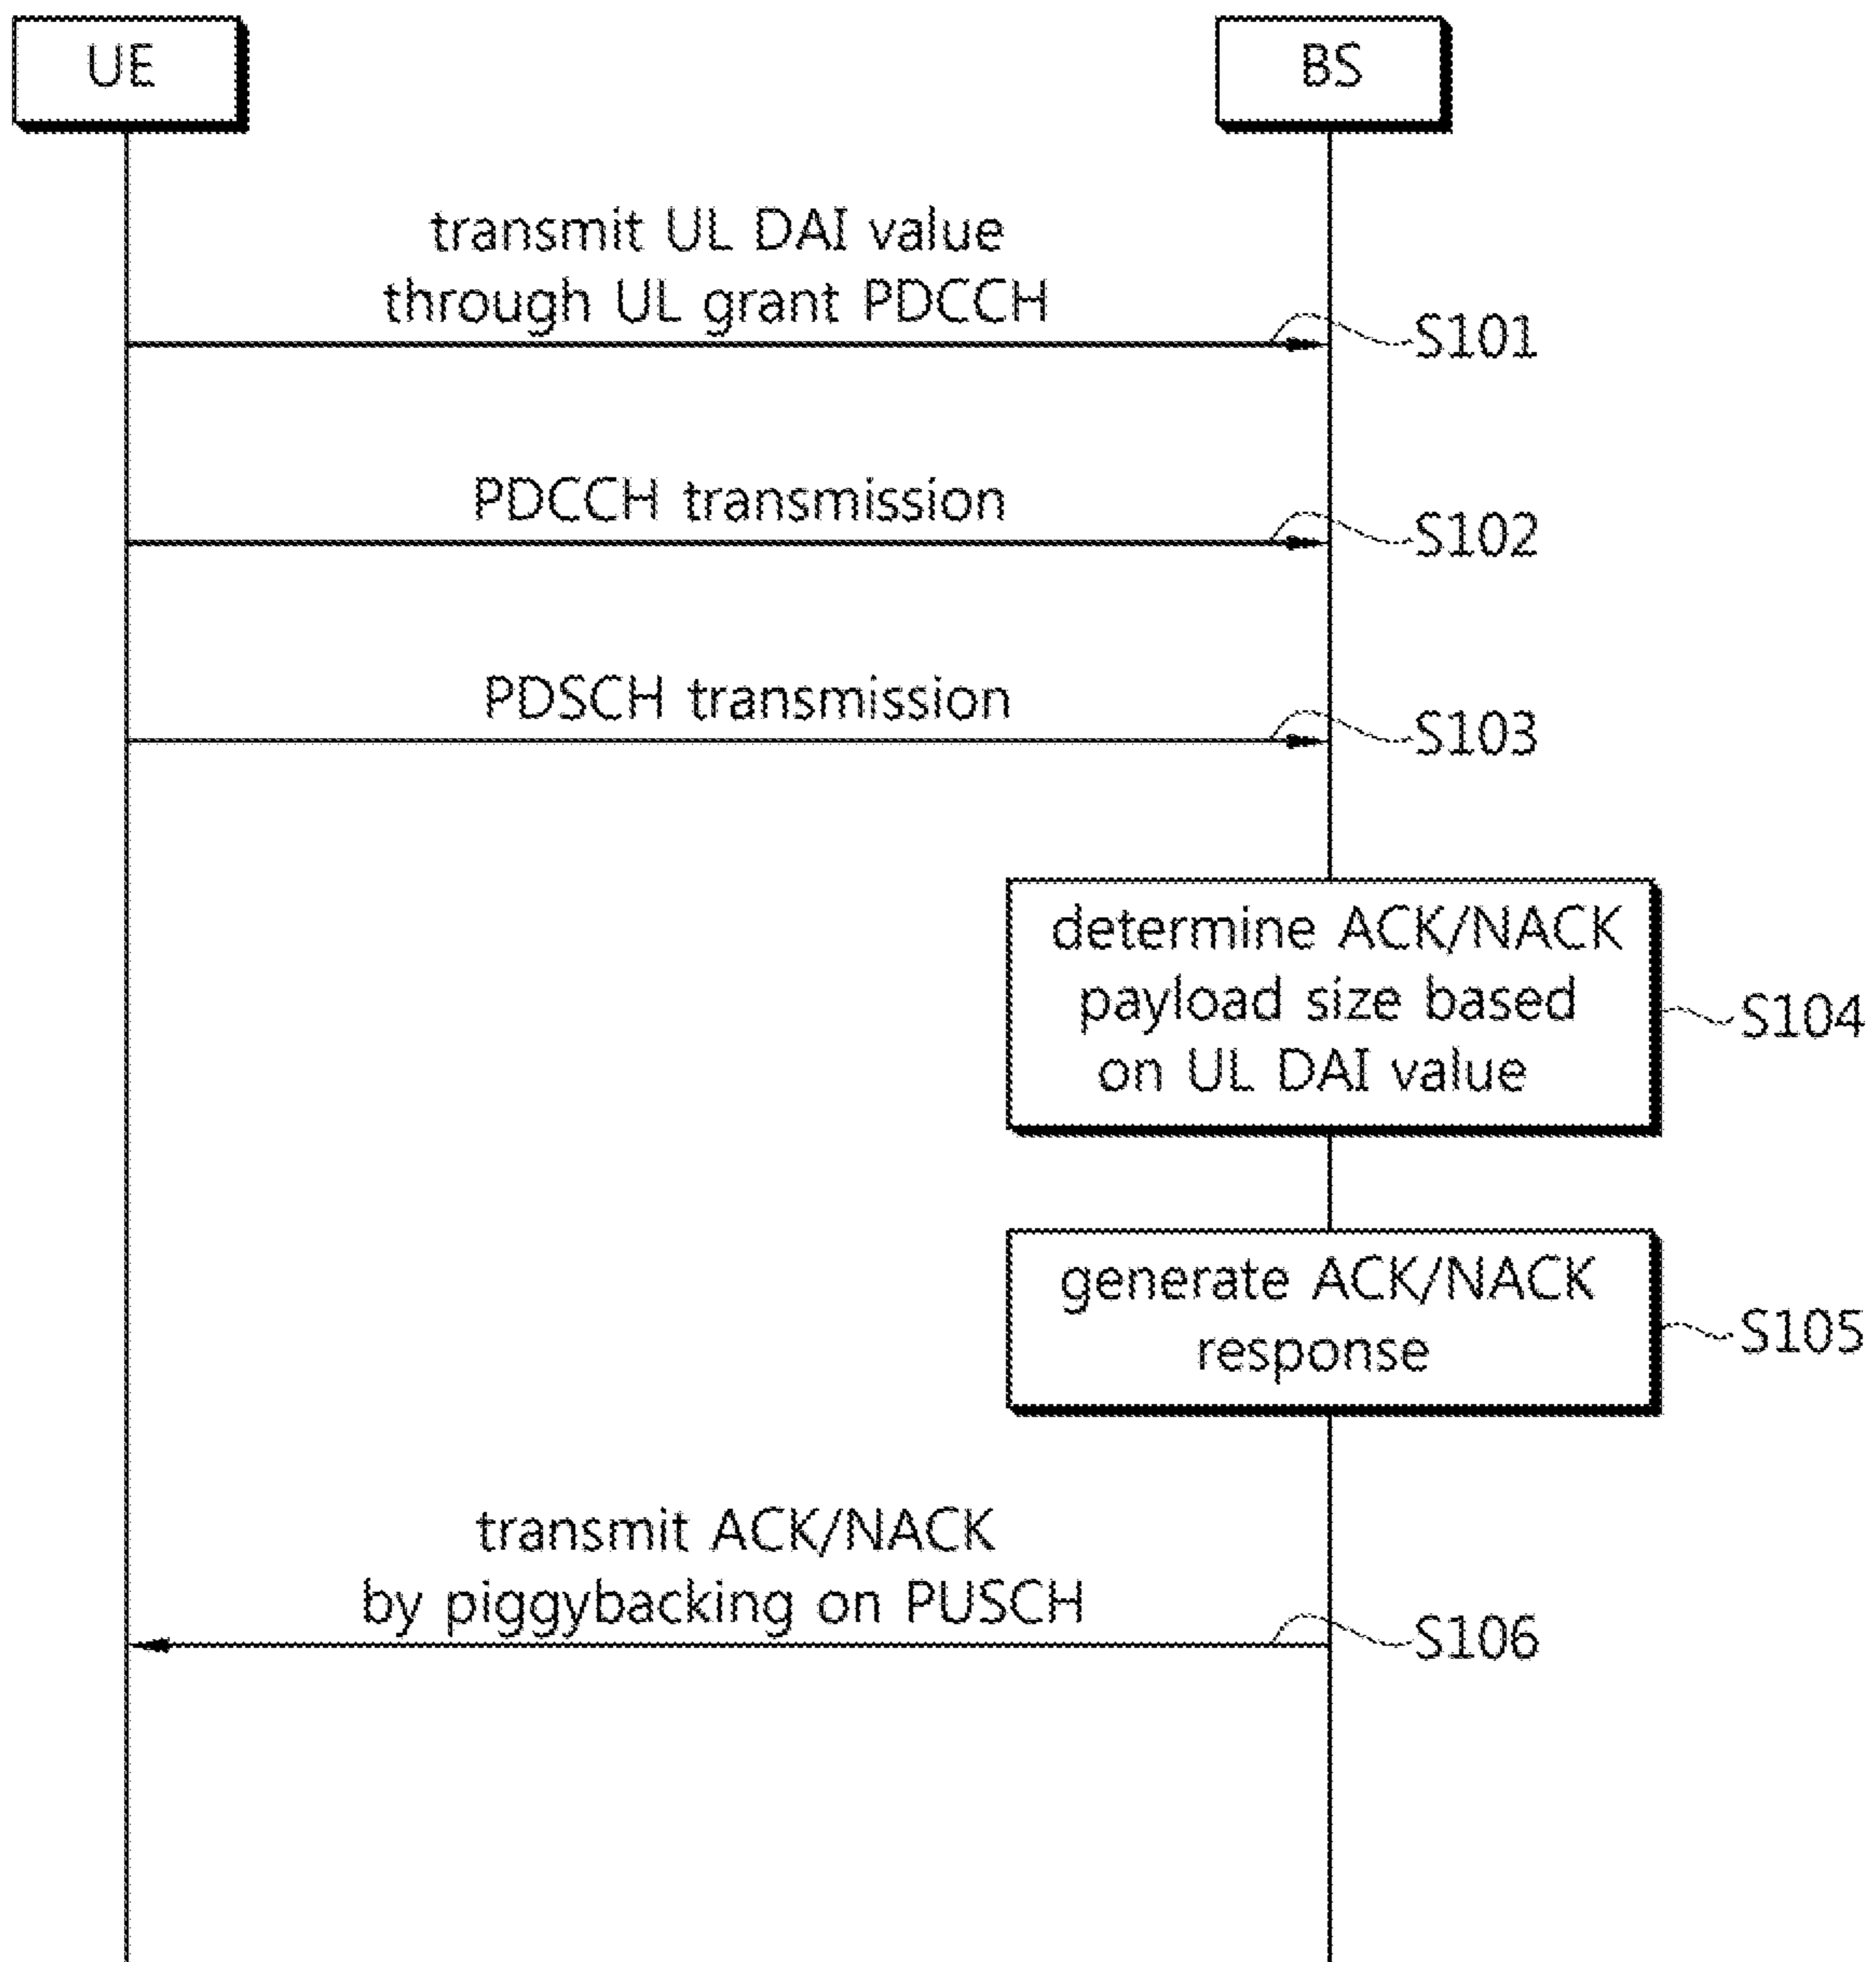 UE
BS
transmit UL DAI value
through UL grant PDCCH
S101
PDCCH transmission
S102
PDSCH transmission
S103
determine ACK/NACK
payload size based
on UL DAI value
S104
generate ACK/NACK
response
S105
transmit ACK/NACK
by piggybacking on PUSCH
S106